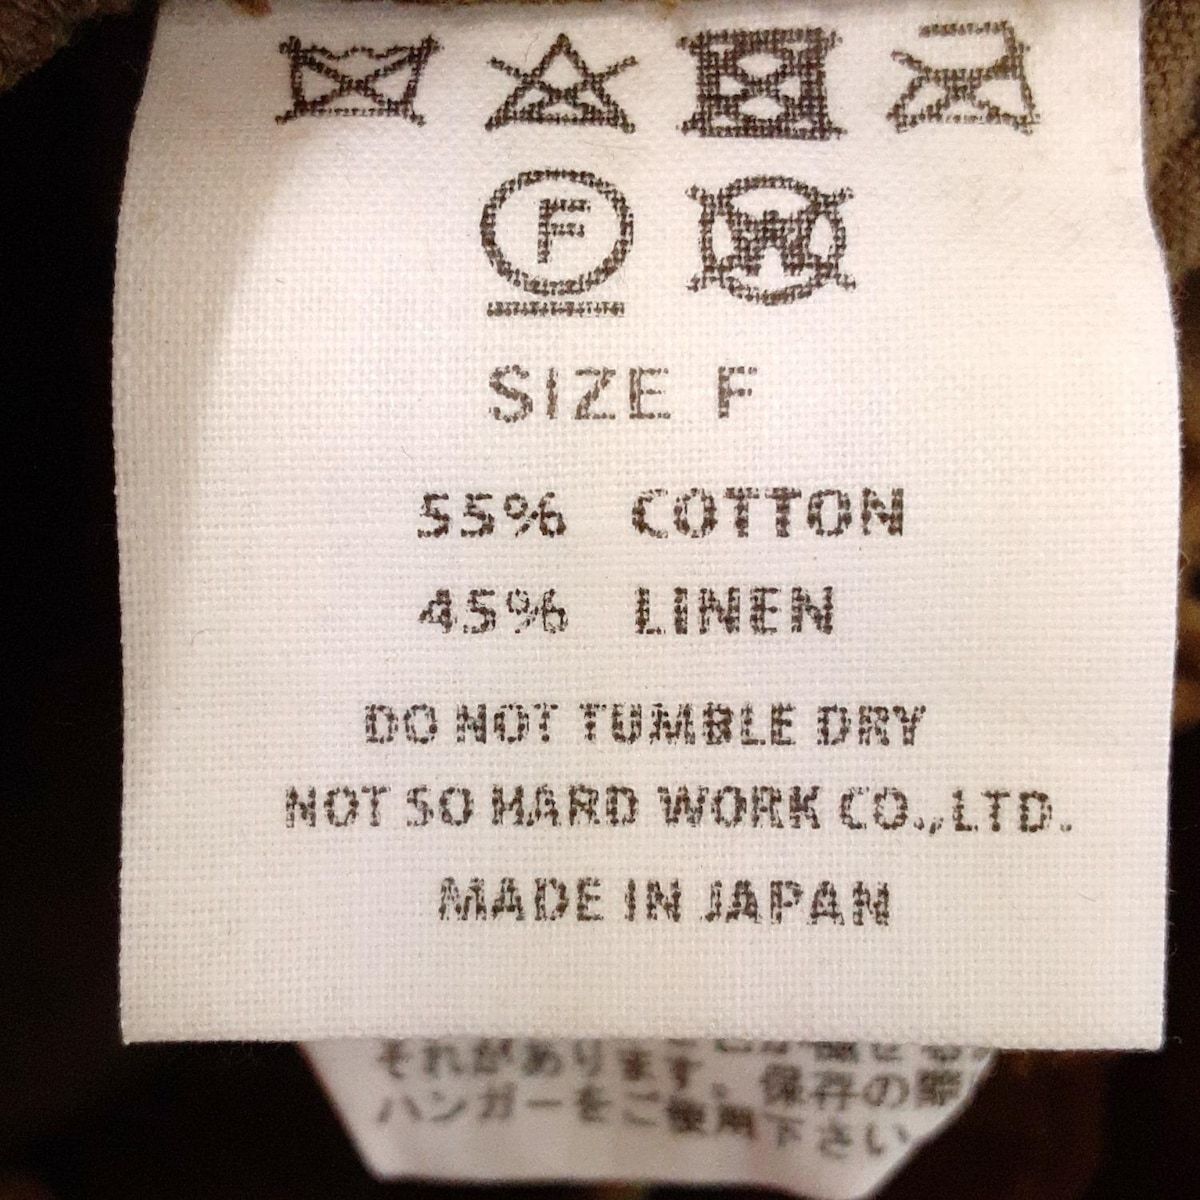 F
W
SIZE F
55% COTTON
45% LINEN
DO NOT TUMBLE DRY
NOT SO HARD WORK CO.,LTD.
MADE IN JAPAN
それがあります。保存の際
ハンガーをご使用下さい